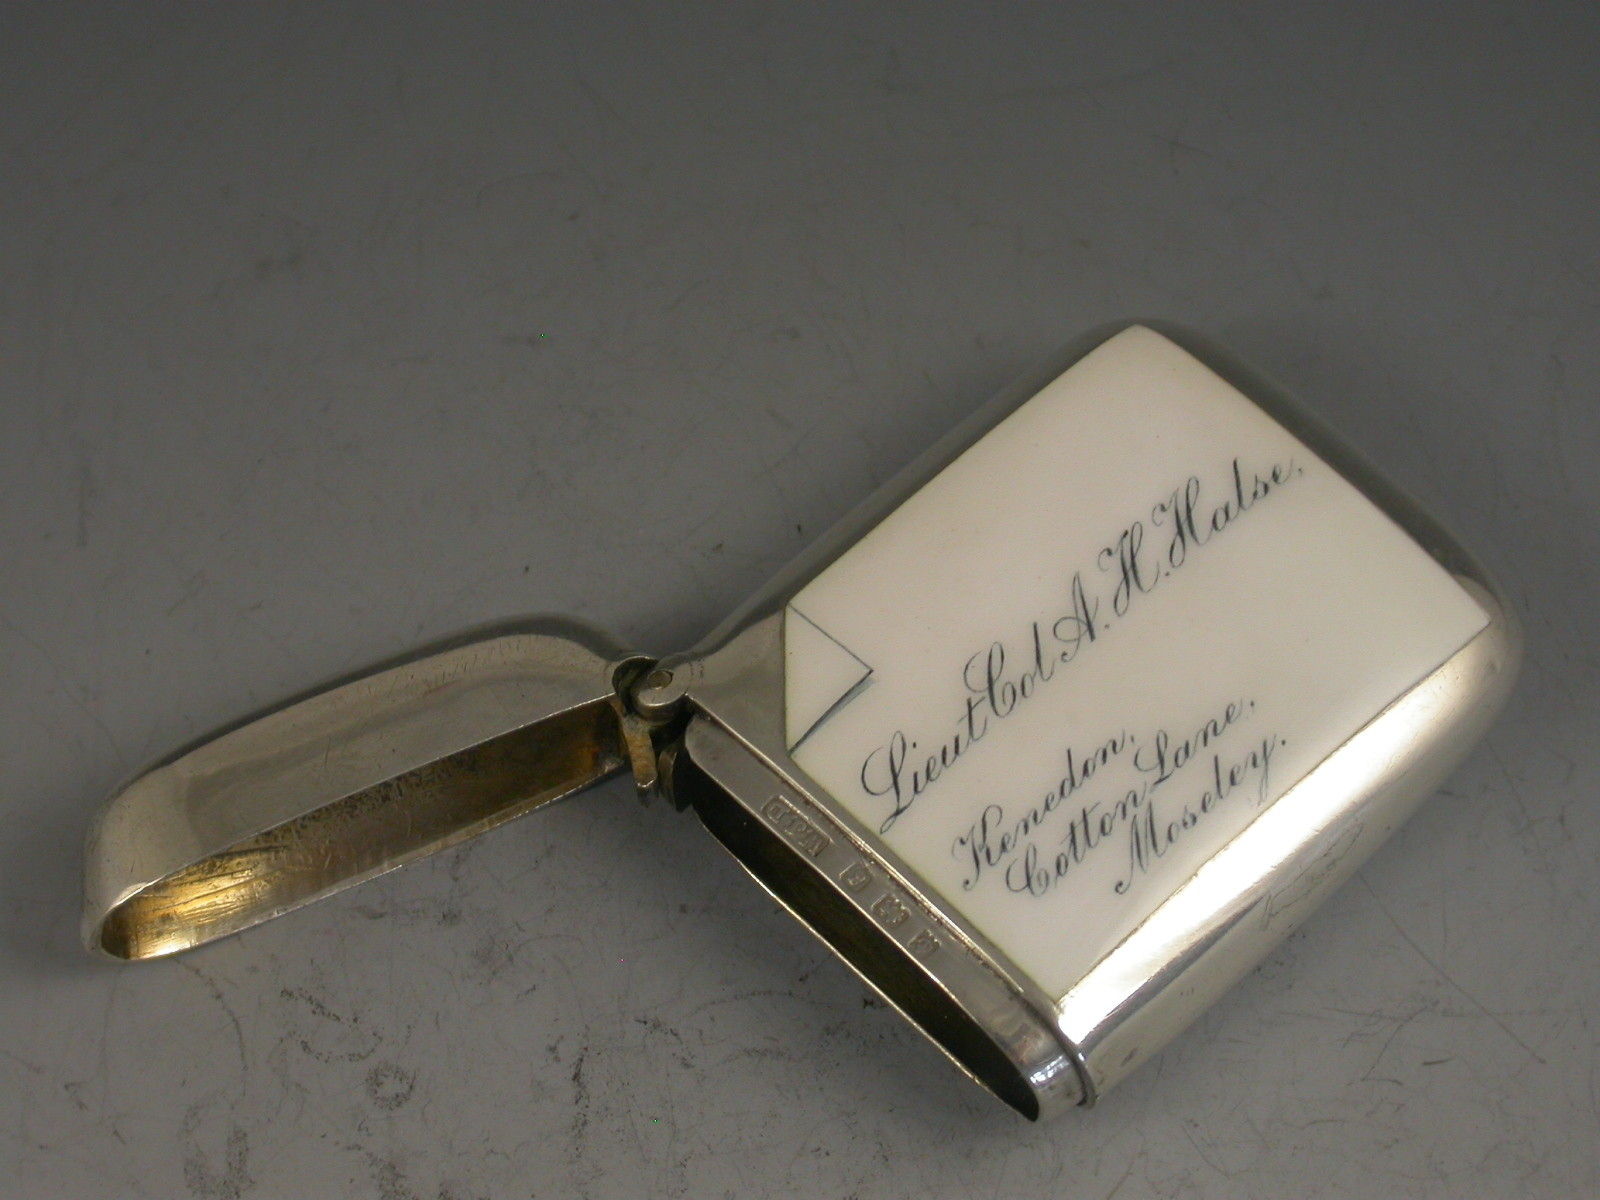 Lieut Col A. H. Halse,
Kenedon,
Cotton Lane,
Moseley.